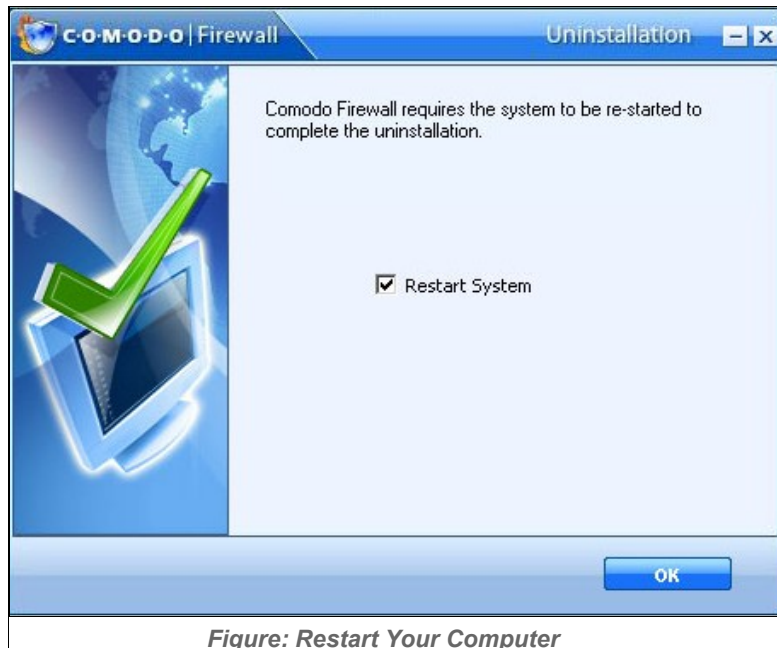 C·O·M·O·D·O | Firewall
Uninstallation
Comodo Firewall requires the system to be re-started to
complete the uninstallation.
Restart System
OK
Figure: Restart Your Computer